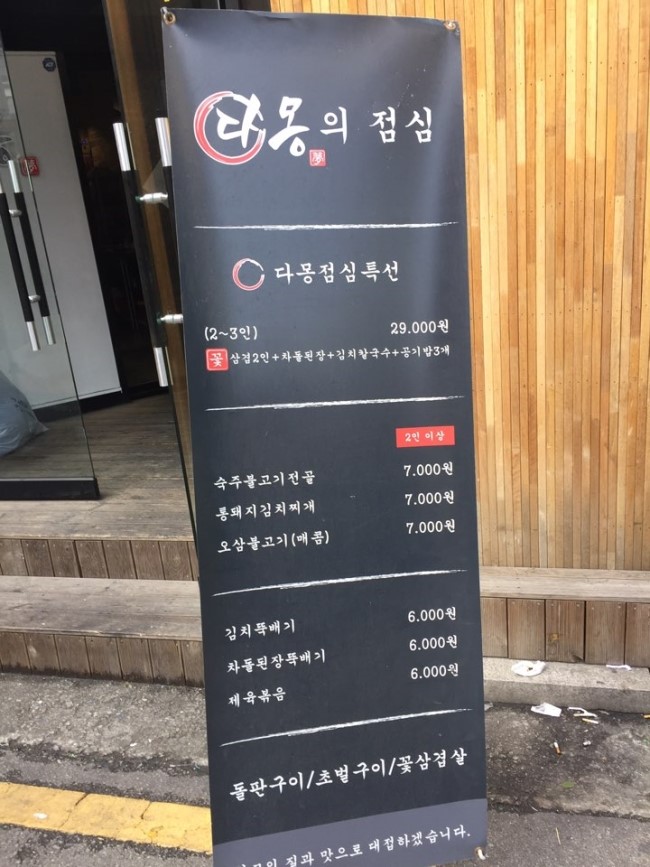 다몽의 점심
夢
다몽점심특선
(2~3인) 29.000원
꽃삼겹2인+차돌된장+김치칼국수+공기밥3개
2인 이상
숙주불고기전골 7.000원
통돼지김치찌개 7.000원
오삼불고기(매콤) 7.000원
김치뚝배기 6.000원
차돌된장뚝배기 6.000원
제육볶음 6.000원
돌판구이/초벌구이/꽃삼겹살
질과 맛으로 대접하겠습니다.